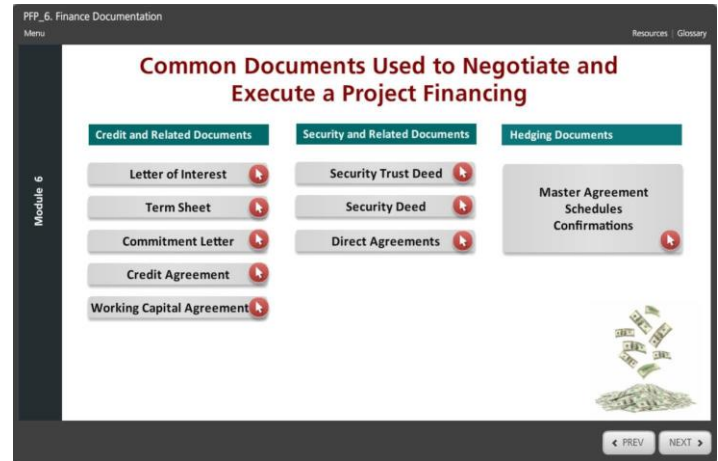 PFP_6. Finance Documentation
Menu
Resources | Glossary
Module 6
Common Documents Used to Negotiate and
Execute a Project Financing
Credit and Related Documents
Letter of Interest
Term Sheet
Commitment Letter
Credit Agreement
Working Capital Agreement
Security and Related Documents
Security Trust Deed
Security Deed
Direct Agreements
Hedging Documents
Master Agreement
Schedules
Confirmations
PREV
NEXT